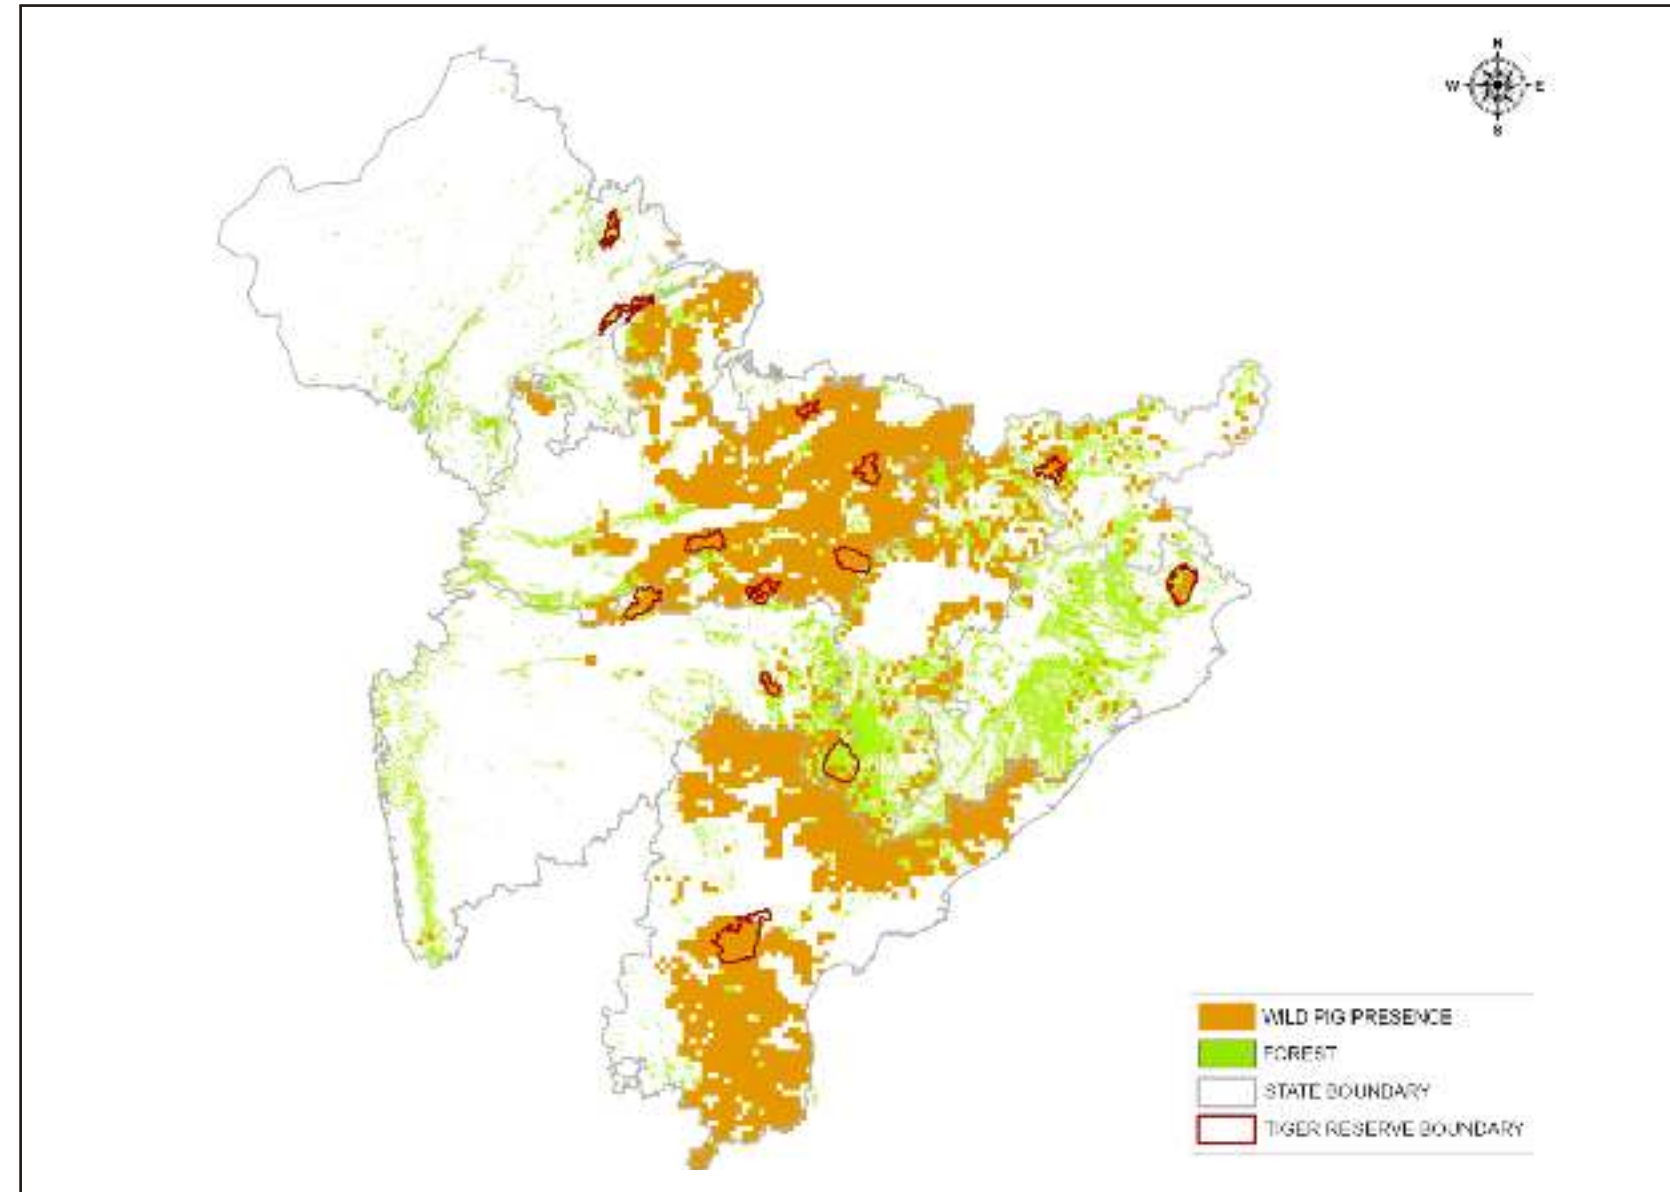 N
W E
S
WILD PIG PRESENCE
FOREST
STATE BOUNDARY
TIGER RESERVE BOUNDARY